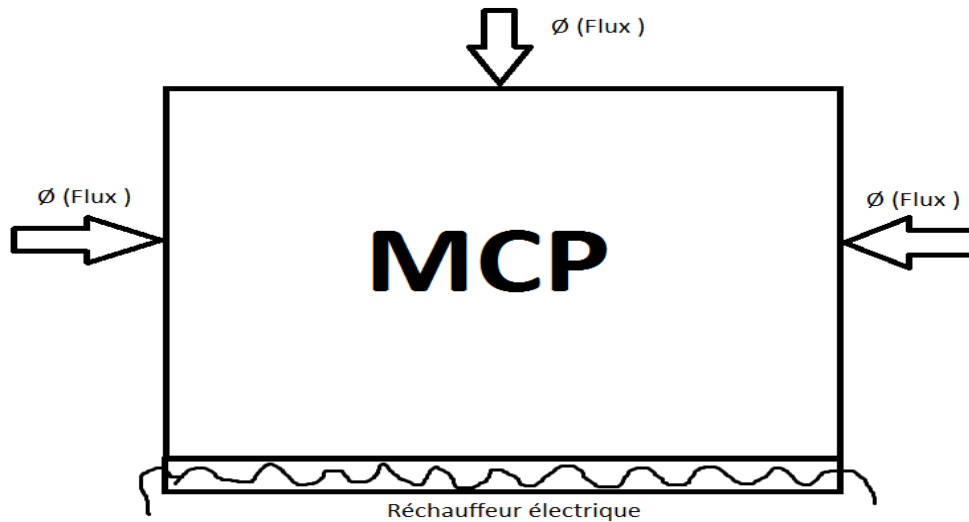 Ø (Flux )
Ø (Flux )
Ø (Flux )
MCP
Réchauffeur électrique